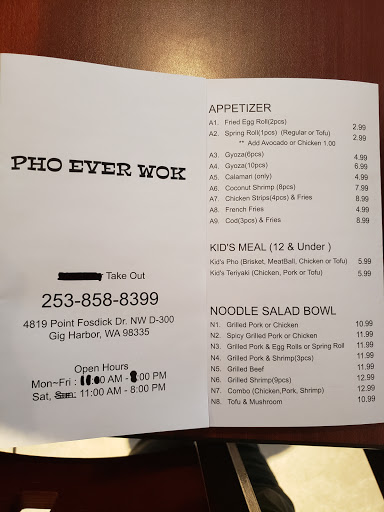 PHO EVER WOK
Take Out
253-858-8399
4819 Point Fosdick Dr. NW D-300
Gig Harbor, WA 98335
Open Hours
Mon~Fri : :00 AM - 8:00 PM
Sat, Sun : 11:00 AM - 8:00 PM
APPETIZER
A1. Fried Egg Roll(2pcs) 2.99
A2. Spring Roll(1pcs) (Regular or Tofu) 2.99
** Add Avocado or Chicken 1.00
A3. Gyoza(6pcs) 4.99
A4. Gyoza(10pcs) 6.99
A5. Calamari (only) 4.99
A6. Coconut Shrimp (8pcs) 7.99
A7. Chicken Strips(4pcs) & Fries 8.99
A8. French Fries 4.99
A9. Cod(3pcs) & Fries 8.99
KID'S MEAL (12 & Under )
Kid's Pho (Brisket, MeatBall, Chicken or Tofu) 5.99
Kid's Teriyaki (Chicken, Pork or Tofu) 5.99
NOODLE SALAD BOWL
N1. Grilled Pork or Chicken 10.99
N2. Spicy Grilled Pork or Chicken 11.99
N3. Grilled Pork & Egg Rolls or Spring Roll 11.99
N4. Grilled Pork & Shrimp(3pcs) 11.99
N5. Grilled Beef 11.99
N6. Grilled Shrimp(9pcs) 12.99
N7. Combo (Chicken,Pork, Shrimp) 12.99
N8. Tofu & Mushroom 10.99